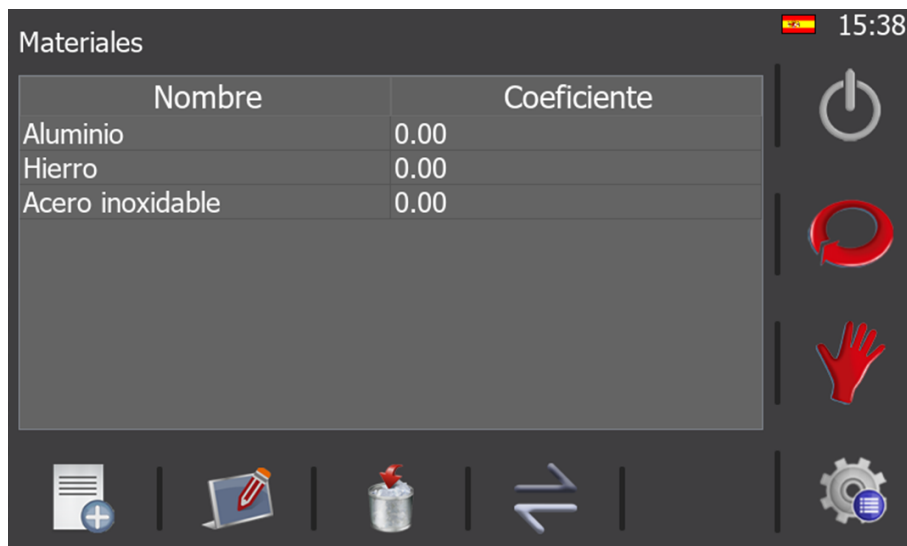 15:38
Materiales
Nombre Coeficiente
Aluminio 0.00
Hierro 0.00
Acero inoxidable 0.00